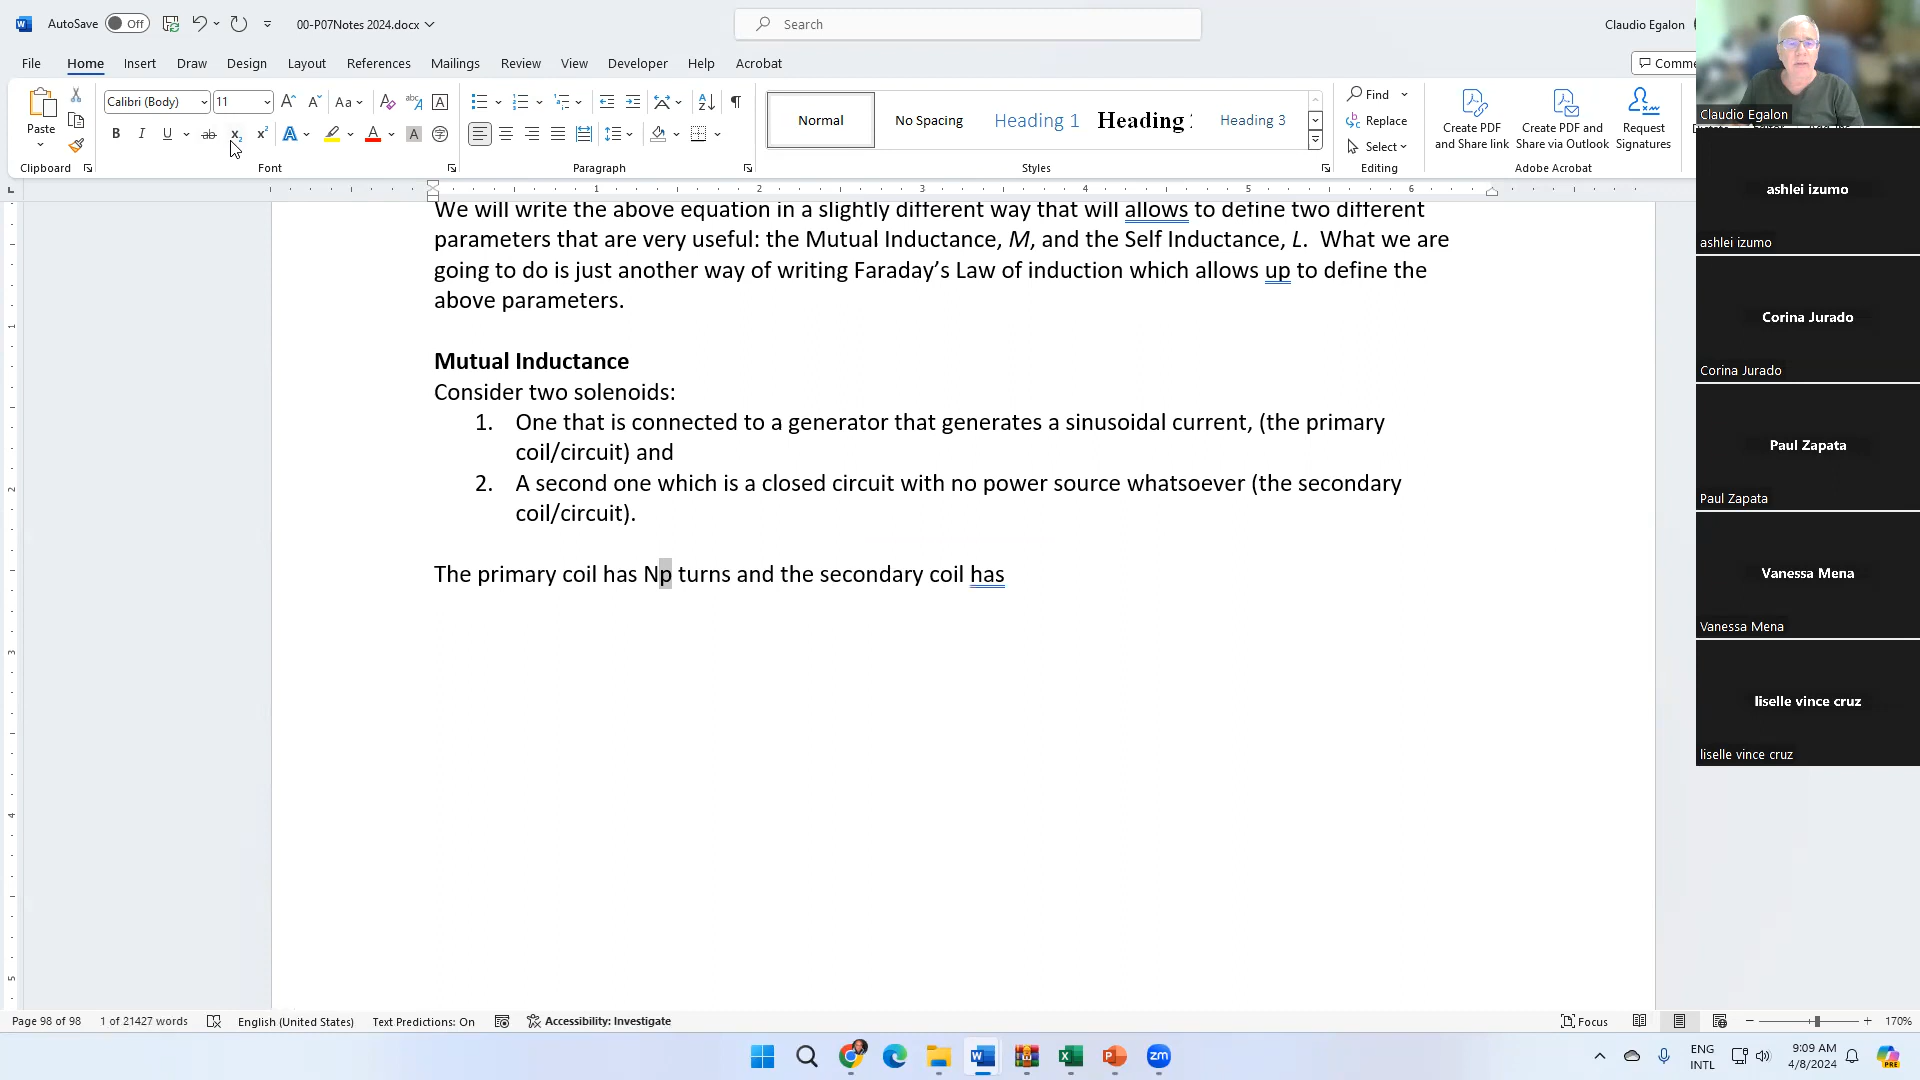 AutoSave Off 00-P07Notes 2024.docx Search Claudio Egalon
File Home Insert Draw Design Layout References Mailings Review View Developer Help Acrobat Comme
Paste Calibri (Body) 11 Aa
Normal No Spacing Heading 1 Heading Heading 3
Find Replace Select
Create PDF and Share link
Create PDF and Share via Outlook
Request Signatures
Clipboard Font Paragraph Styles Editing Adobe Acrobat
We will write the above equation in a slightly different way that will allows to define two different
parameters that are very useful: the Mutual Inductance, M, and the Self Inductance, L. What we are
going to do is just another way of writing Faraday’s Law of induction which allows up to define the
above parameters.
Mutual Inductance
Consider two solenoids:
1. One that is connected to a generator that generates a sinusoidal current, (the primary
coil/circuit) and
2. A second one which is a closed circuit with no power source whatsoever (the secondary
coil/circuit).
The primary coil has Np turns and the secondary coil has
Claudio Egalon
ashlei izumo
ashlei izumo
Corina Jurado
Corina Jurado
Paul Zapata
Paul Zapata
Vanessa Mena
Vanessa Mena
liselle vince cruz
liselle vince cruz
Page 98 of 98 1 of 21427 words English (United States) Text Predictions: On Accessibility: Investigate Focus 170%
zm
ENG
INTL
9:09 AM
4/8/2024
PRE